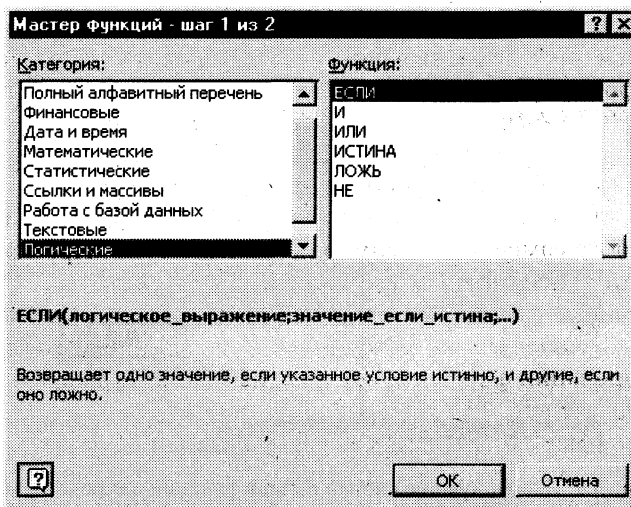 Мастер функций - шаг 1 из 2
Категория:
Полный алфавитный перечень
Финансовые
Дата и время
Математические
Статистические
Ссылки и массивы
Работа с базой данных
Текстовые
Логические
Функция:
ЕСЛИ
И
ИЛИ
ИСТИНА
ЛОЖЬ
НЕ
ЕСЛИ(логическое_выражение;значение_если_истина;...)
Возвращает одно значение, если указанное условие истинно, и другие, если
оно ложно.
ОК
Отмена